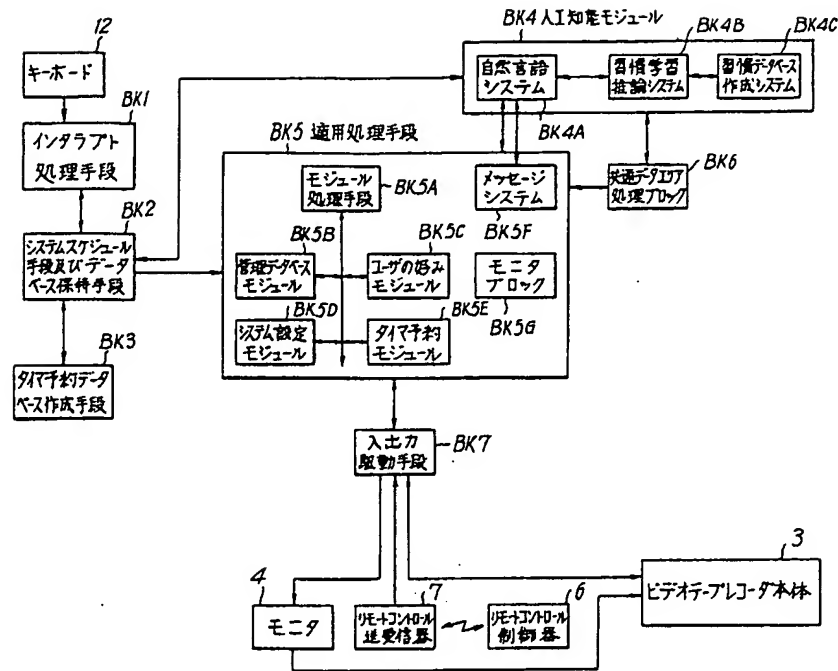 12
キーボード
BK1
インタラプト
処理手段
BK2
システムスケジュール
手段及びデータ
ベース保持手段
BK3
タイマ予約データ
ベース作成手段
BK4 人工知能モジュール
BK4B
BK4C
自然言語
システム
習慣学習
推論システム
習慣データベース
作成システム
BK4A
BK5 適用処理手段
モジュール
処理手段
BK5A
メッセージ
システム
BK5F
共通データエリア
処理ブロック
BK6
BK5B
BK5C
管理データベース
モジュール
ユーザの好み
モジュール
モニタ
ブロック
BK5G
BK5D
BK5E
システム設定
モジュール
タイマ予約
モジュール
入出力
駆動手段
BK7
4
モニタ
7
リモートコントロール
送受信器
6
リモートコントロール
制御器
3
ビデオテープレコーダ本体